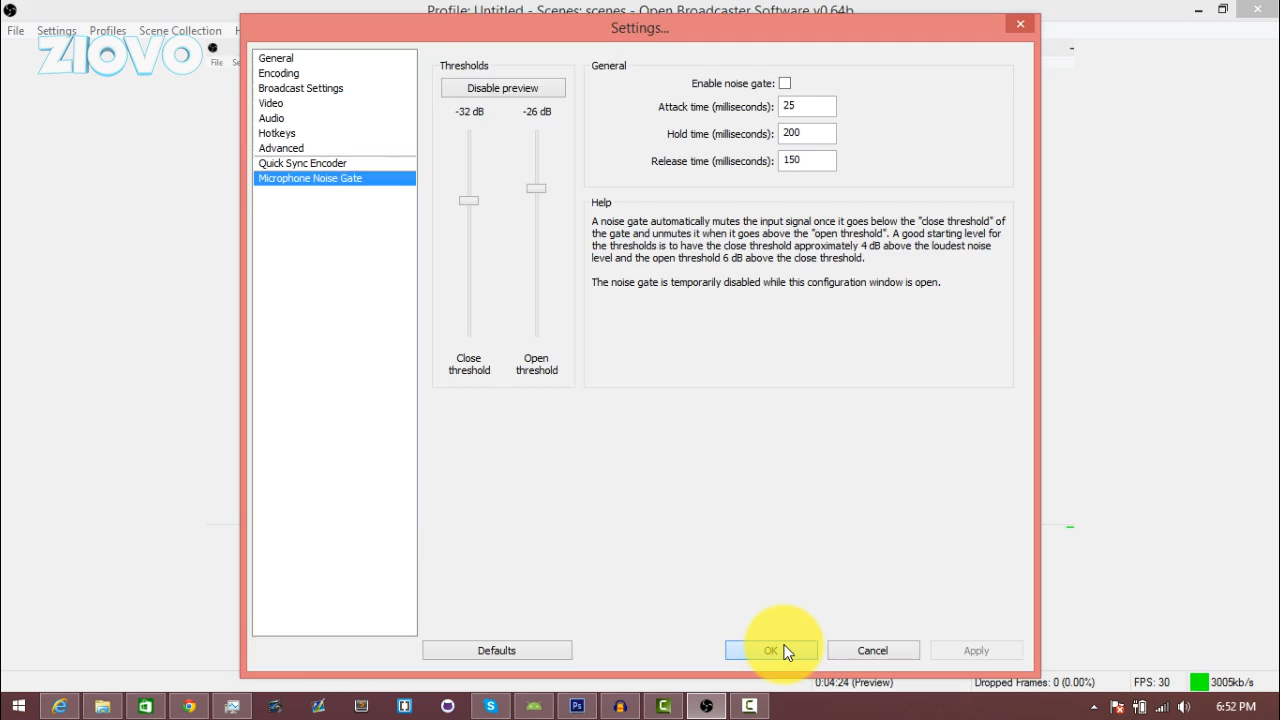 Profile: Untitled - Scenes: scenes - Open Broadcaster Software v0.64b
Settings...
File Settings Profiles Scene Collection
ZIOVO
File
General
Encoding
Broadcast Settings
Video
Audio
Hotkeys
Advanced
Quick Sync Encoder
Microphone Noise Gate
Thresholds
Disable preview
-32 dB -26 dB
Close threshold
Open threshold
General
Enable noise gate:
Attack time (milliseconds): 25
Hold time (milliseconds): 200
Release time (milliseconds): 150
Help
A noise gate automatically mutes the input signal once it goes below the "close threshold" of
the gate and unmutes it when it goes above the "open threshold". A good starting level for
the thresholds is to have the close threshold approximately 4 dB above the loudest noise
level and the open threshold 6 dB above the close threshold.
The noise gate is temporarily disabled while this configuration window is open.
Defaults OK Cancel Apply
0:04:24 (Preview) Dropped Frames: 0 (0.00%) FPS: 30 3005kb/s
6:52 PM